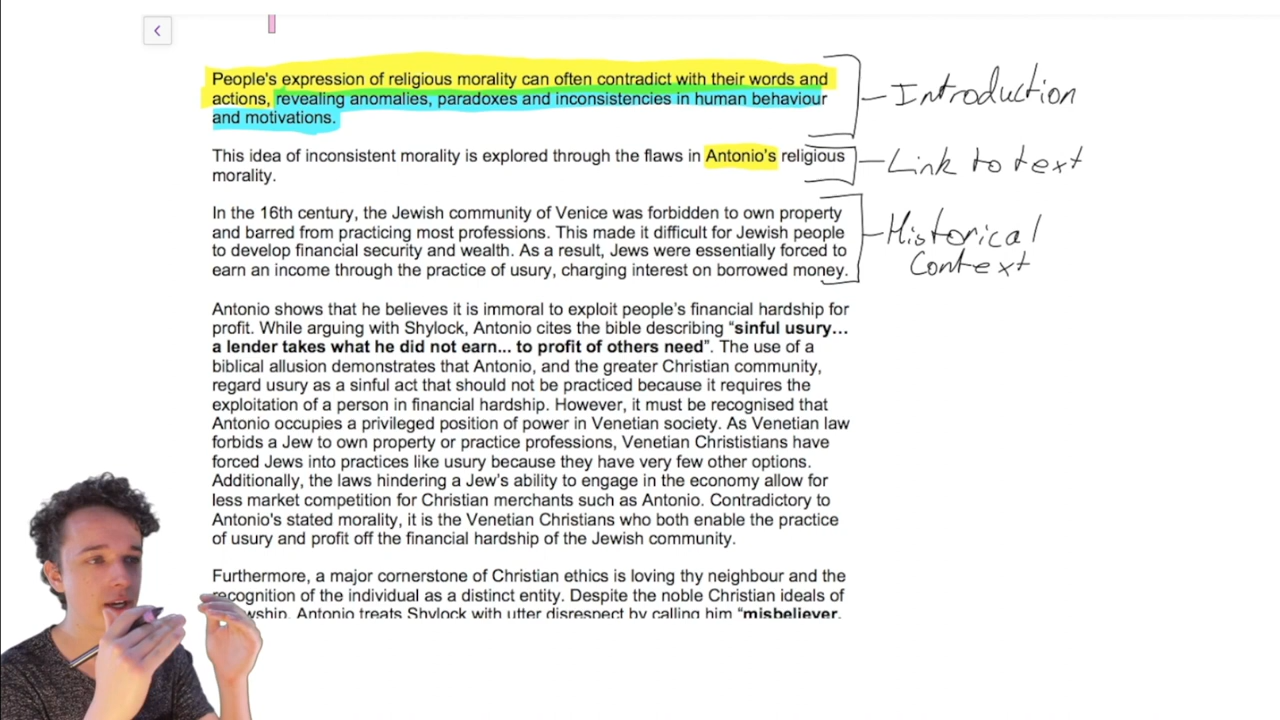 People's expression of religious morality can often contradict with their words and
actions, revealing anomalies, paradoxes and inconsistencies in human behaviour
and motivations.
Introduction
This idea of inconsistent morality is explored through the flaws in Antonio's religious
morality.
Link to text
In the 16th century, the Jewish community of Venice was forbidden to own property
and barred from practicing most professions. This made it difficult for Jewish people
to develop financial security and wealth. As a result, Jews were essentially forced to
earn an income through the practice of usury, charging interest on borrowed money.
Historical
Context
Antonio shows that he believes it is immoral to exploit people's financial hardship for
profit. While arguing with Shylock, Antonio cites the bible describing “sinful usury...
a lender takes what he did not earn... to profit of others need”. The use of a
biblical allusion demonstrates that Antonio, and the greater Christian community,
regard usury as a sinful act that should not be practiced because it requires the
exploitation of a person in financial hardship. However, it must be recognised that
Antonio occupies a privileged position of power in Venetian society. As Venetian law
forbids a Jew to own property or practice professions, Venetian Christistians have
forced Jews into practices like usury because they have very few other options.
Additionally, the laws hindering a Jew's ability to engage in the economy allow for
less market competition for Christian merchants such as Antonio. Contradictory to
Antonio's stated morality, it is the Venetian Christians who both enable the practice
of usury and profit off the financial hardship of the Jewish community.
Furthermore, a major cornerstone of Christian ethics is loving thy neighbour and the
recognition of the individual as a distinct entity. Despite the noble Christian ideals of
Antonio treats Shylock with utter disrespect by calling him “misbeliever,